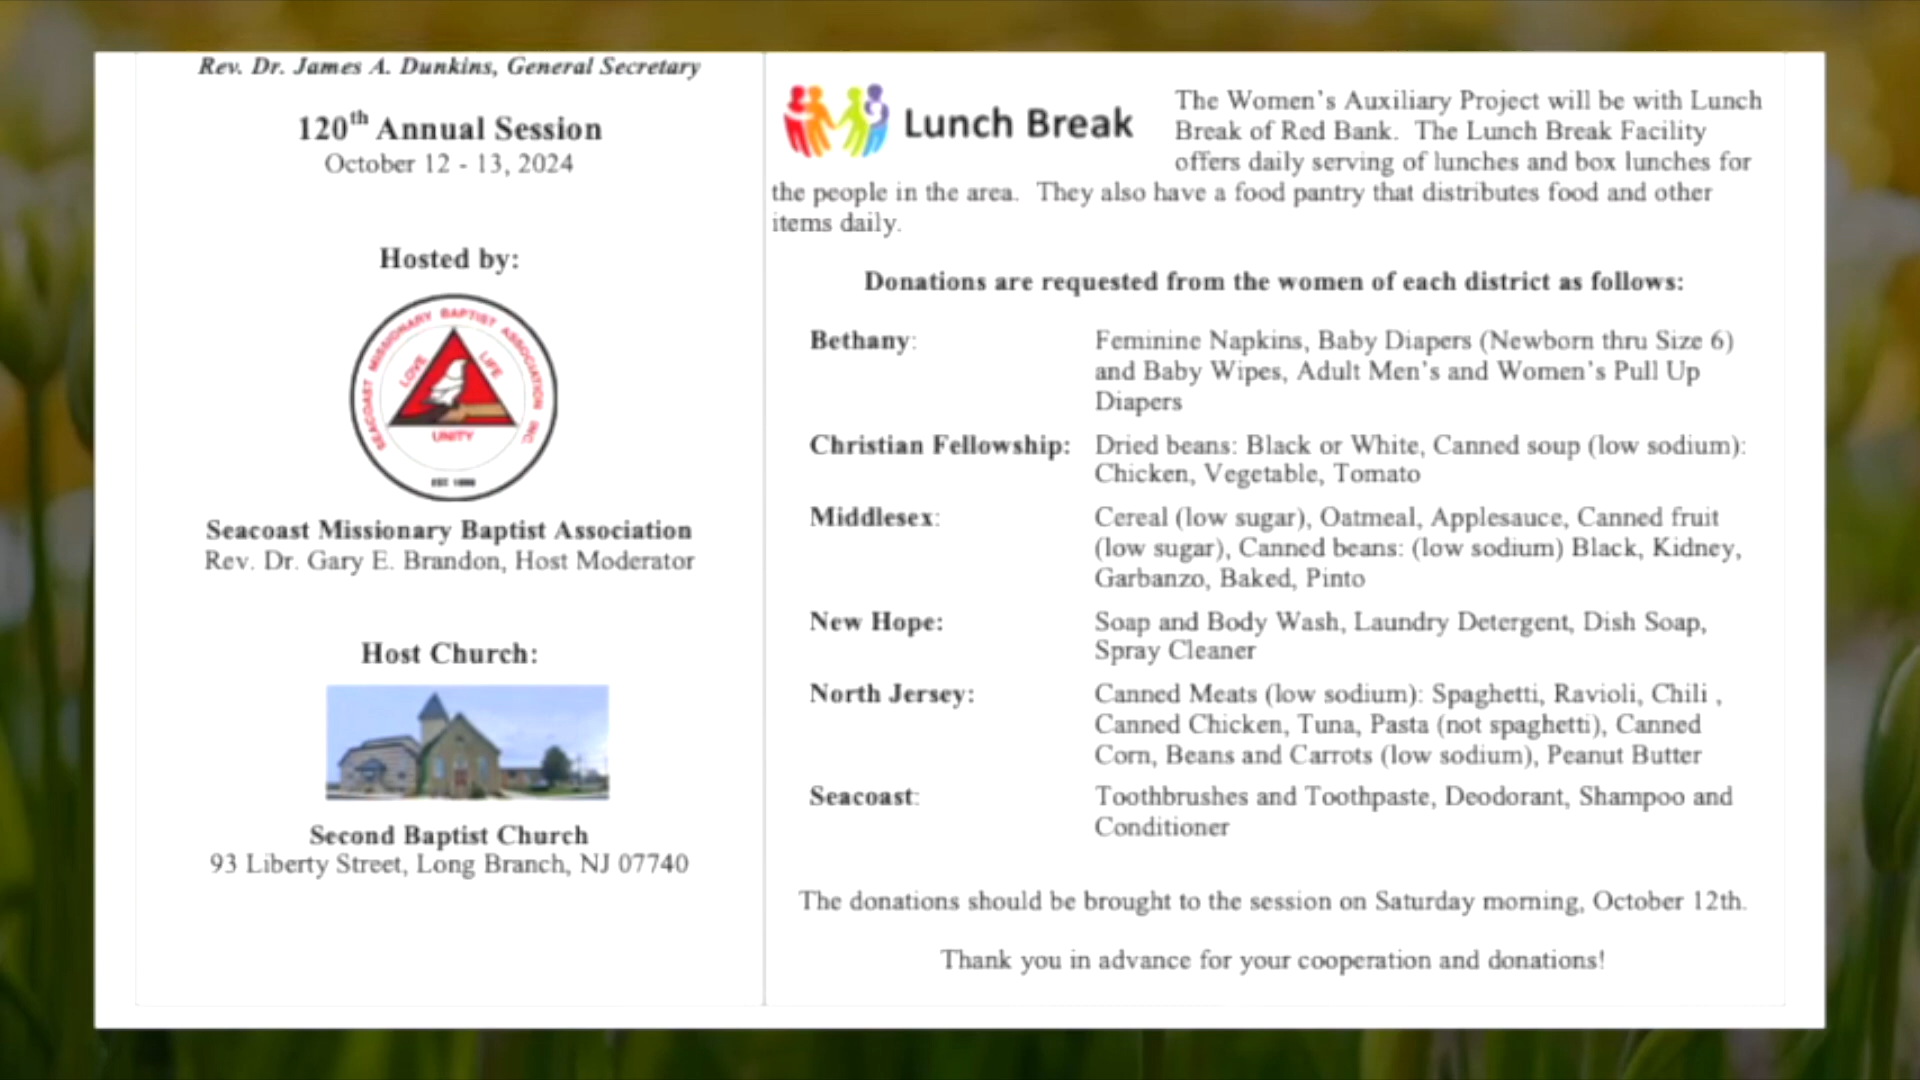 Rev. Dr. James A. Dunkins, General Secretary
120th Annual Session
October 12 - 13, 2024
Hosted by:
SEACOAST MISSIONARY BAPTIST ASSOCIATION INC.
LOVE
LIFE
UNITY
EST.
Seacoast Missionary Baptist Association
Rev. Dr. Gary E. Brandon, Host Moderator
Host Church:
Second Baptist Church
93 Liberty Street, Long Branch, NJ 07740
Lunch Break
The Women's Auxiliary Project will be with Lunch
Break of Red Bank. The Lunch Break Facility
offers daily serving of lunches and box lunches for
the people in the area. They also have a food pantry that distributes food and other
items daily.
Donations are requested from the women of each district as follows:
Bethany: Feminine Napkins, Baby Diapers (Newborn thru Size 6)
and Baby Wipes, Adult Men's and Women's Pull Up
Diapers
Christian Fellowship: Dried beans: Black or White, Canned soup (low sodium):
Chicken, Vegetable, Tomato
Middlesex: Cereal (low sugar), Oatmeal, Applesauce, Canned fruit
(low sugar), Canned beans: (low sodium) Black, Kidney,
Garbanzo, Baked, Pinto
New Hope: Soap and Body Wash, Laundry Detergent, Dish Soap,
Spray Cleaner
North Jersey: Canned Meats (low sodium): Spaghetti, Ravioli, Chili ,
Canned Chicken, Tuna, Pasta (not spaghetti), Canned
Corn, Beans and Carrots (low sodium), Peanut Butter
Seacoast: Toothbrushes and Toothpaste, Deodorant, Shampoo and
Conditioner
The donations should be brought to the session on Saturday morning, October 12th.
Thank you in advance for your cooperation and donations!